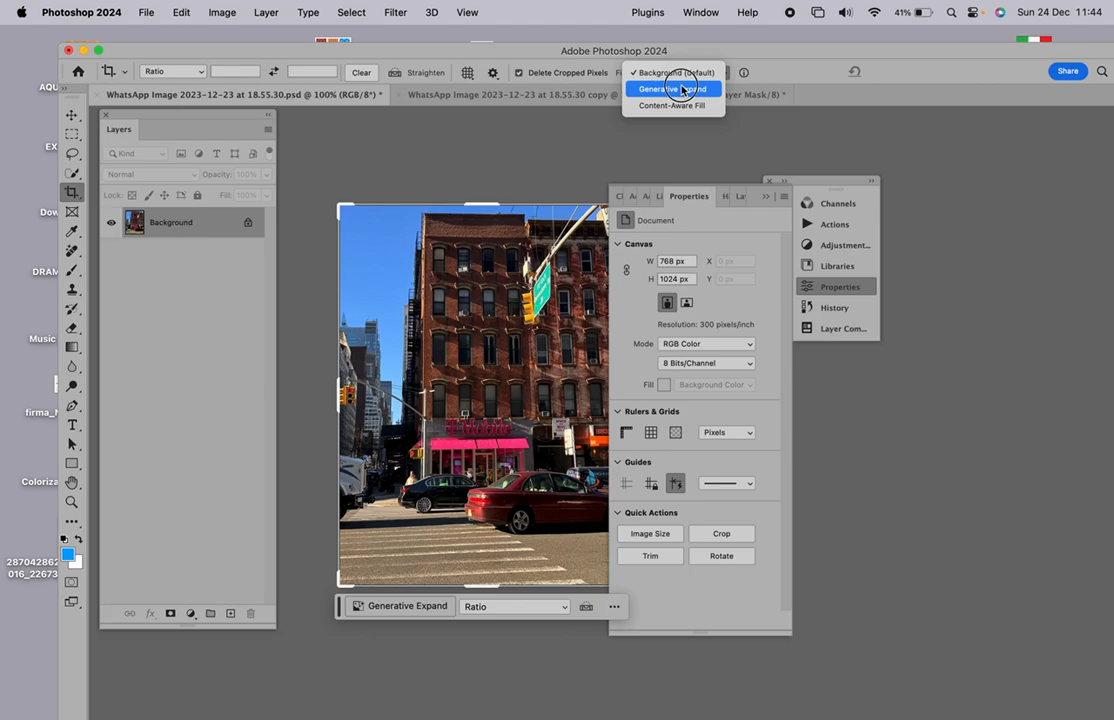 Photoshop 2024 File Edit Image Layer Type Select Filter 3D View Plugins Window Help 41% Sun 24 Dec 11:44
Adobe Photoshop 2024
Ratio Clear Straighten Delete Cropped Pixels Share
✓ Background (Default)
Generative Expand
Content-Aware Fill
WhatsApp Image 2023-12-23 at 18.55.30.psd @ 100% (RGB/8*) *
WhatsApp Image 2023-12-23 at 18.55.30 copy @
Mask/8) *
AQU
EX
Dow
DRAM
Music
firma_
Coloriza
287042862
016_22673
Layers
Kind
Normal Opacity: 100%
Lock: Fill: 100%
Background
T Mobile
Generative Expand Ratio
Properties
Document
Canvas
W 768 px X 0 px
H 1024 px Y 0 px
Resolution: 300 pixels/inch
Mode RGB Color
8 Bits/Channel
Fill Background Color
Rulers & Grids
Pixels
Guides
Quick Actions
Image Size Crop
Trim Rotate
Channels
Actions
Adjustment...
Libraries
Properties
History
Layer Com...